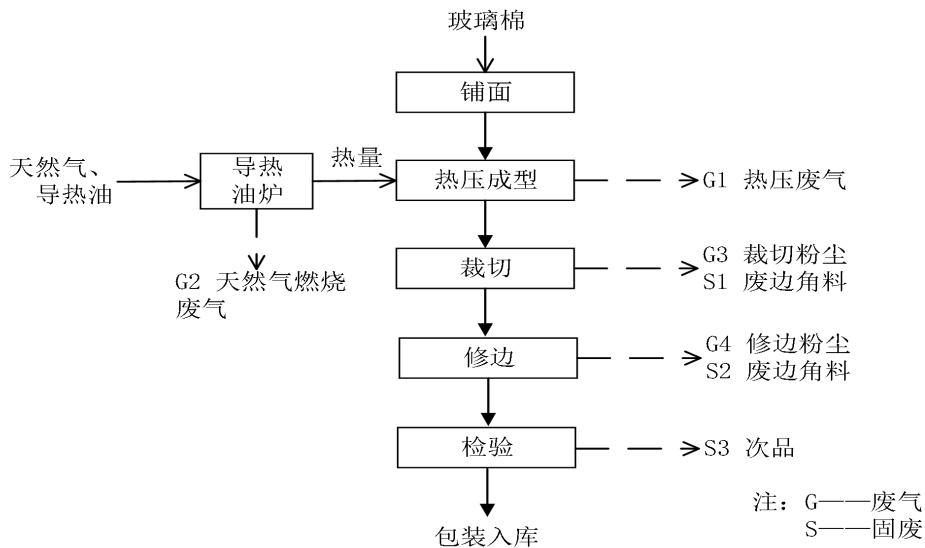 玻璃棉
铺面
天然气、
导热油
导热
油炉
热量
热压成型
G1 热压废气
G2 天然气燃烧
废气
裁切
G3 裁切粉尘
S1 废边角料
修边
G4 修边粉尘
S2 废边角料
检验
S3 次品
包装入库
注：G——废气
S——固废